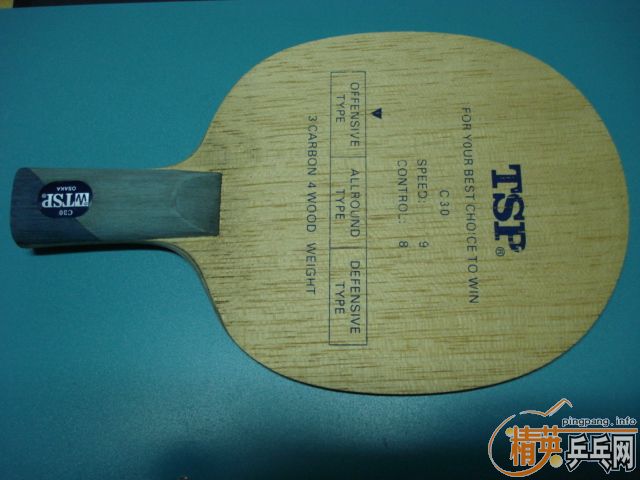 TSP®
FOR YOUR BEST CHOICE TO WIN
C30
SPEED: 9
CONTROL: 8
OFFENSIVE TYPE
ALLROUND TYPE
DEFENSIVE TYPE
3 CARBON 4 WOOD WEIGHT
TSP
OSAKA
C30
pingpang.info
精英乒乓网